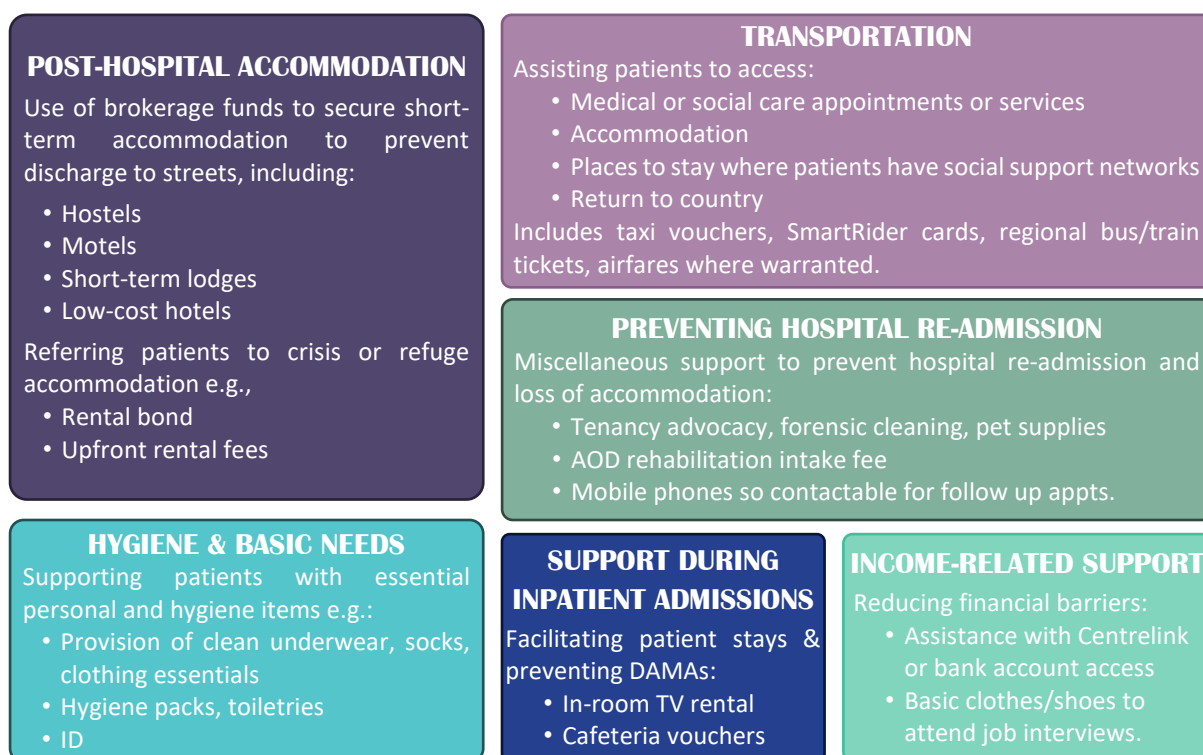 POST-HOSPITAL ACCOMMODATION
Use of brokerage funds to secure short-
term accommodation to prevent
discharge to streets, including:
• Hostels
• Motels
• Short-term lodges
• Low-cost hotels
Referring patients to crisis or refuge
accommodation e.g.,
• Rental bond
• Upfront rental fees
TRANSPORTATION
Assisting patients to access:
• Medical or social care appointments or services
• Accommodation
• Places to stay where patients have social support networks
• Return to country
Includes taxi vouchers, SmartRider cards, regional bus/train
tickets, airfares where warranted.
PREVENTING HOSPITAL RE-ADMISSION
Miscellaneous support to prevent hospital re-admission and
loss of accommodation:
• Tenancy advocacy, forensic cleaning, pet supplies
• AOD rehabilitation intake fee
• Mobile phones so contactable for follow up appts.
HYGIENE & BASIC NEEDS
Supporting patients with essential
personal and hygiene items e.g.:
• Provision of clean underwear, socks,
clothing essentials
• Hygiene packs, toiletries
• ID
SUPPORT DURING
INPATIENT ADMISSIONS
Facilitating patient stays &
preventing DAMAs:
• In-room TV rental
• Cafeteria vouchers
INCOME-RELATED SUPPORT
Reducing financial barriers:
• Assistance with Centrelink
or bank account access
• Basic clothes/shoes to
attend job interviews.